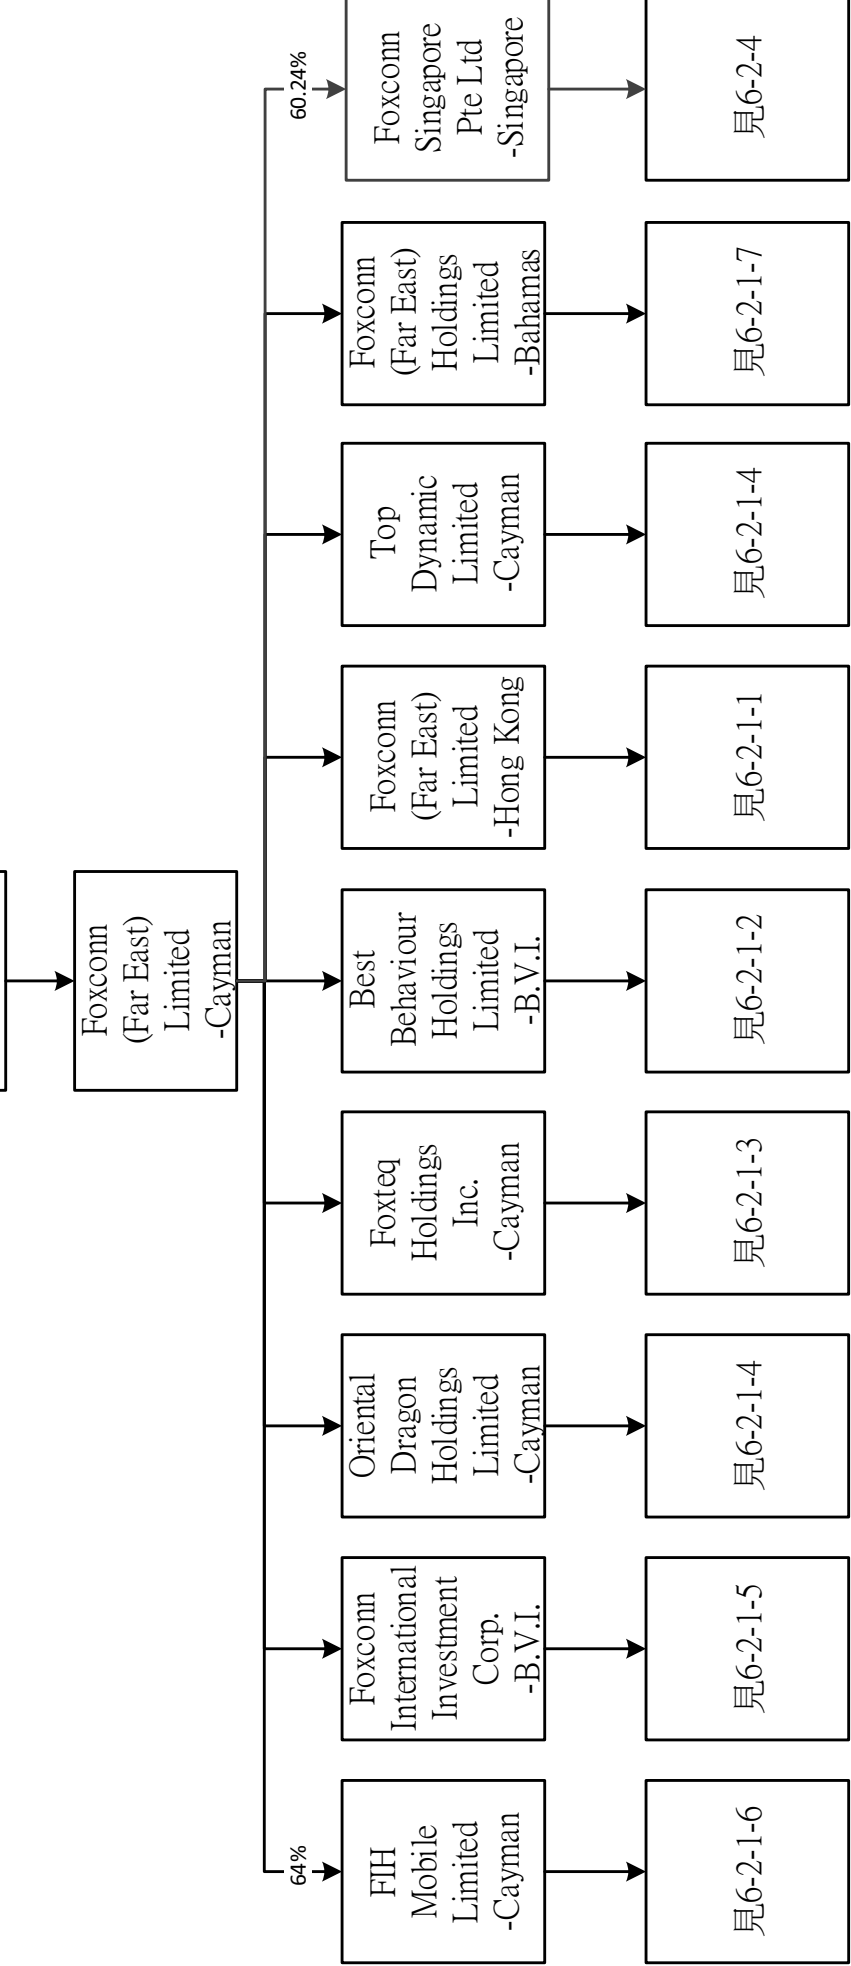 Foxconn
(Far East)
Limited
-Cayman
64%
60.24%
FIH
Mobile
Limited
-Cayman
Foxconn
International
Investment
Corp.
-B.V.I.
Oriental
Dragon
Holdings
Limited
-Cayman
Foxteq
Holdings
Inc.
-Cayman
Best
Behaviour
Holdings
Limited
-B.V.I.
Foxconn
(Far East)
Limited
-Hong Kong
Top
Dynamic
Limited
-Cayman
Foxconn
(Far East)
Holdings
Limited
-Bahamas
Foxconn
Singapore
Pte Ltd
-Singapore
見6-2-1-6
見6-2-1-5
見6-2-1-4
見6-2-1-3
見6-2-1-2
見6-2-1-1
見6-2-1-4
見6-2-1-7
見6-2-4